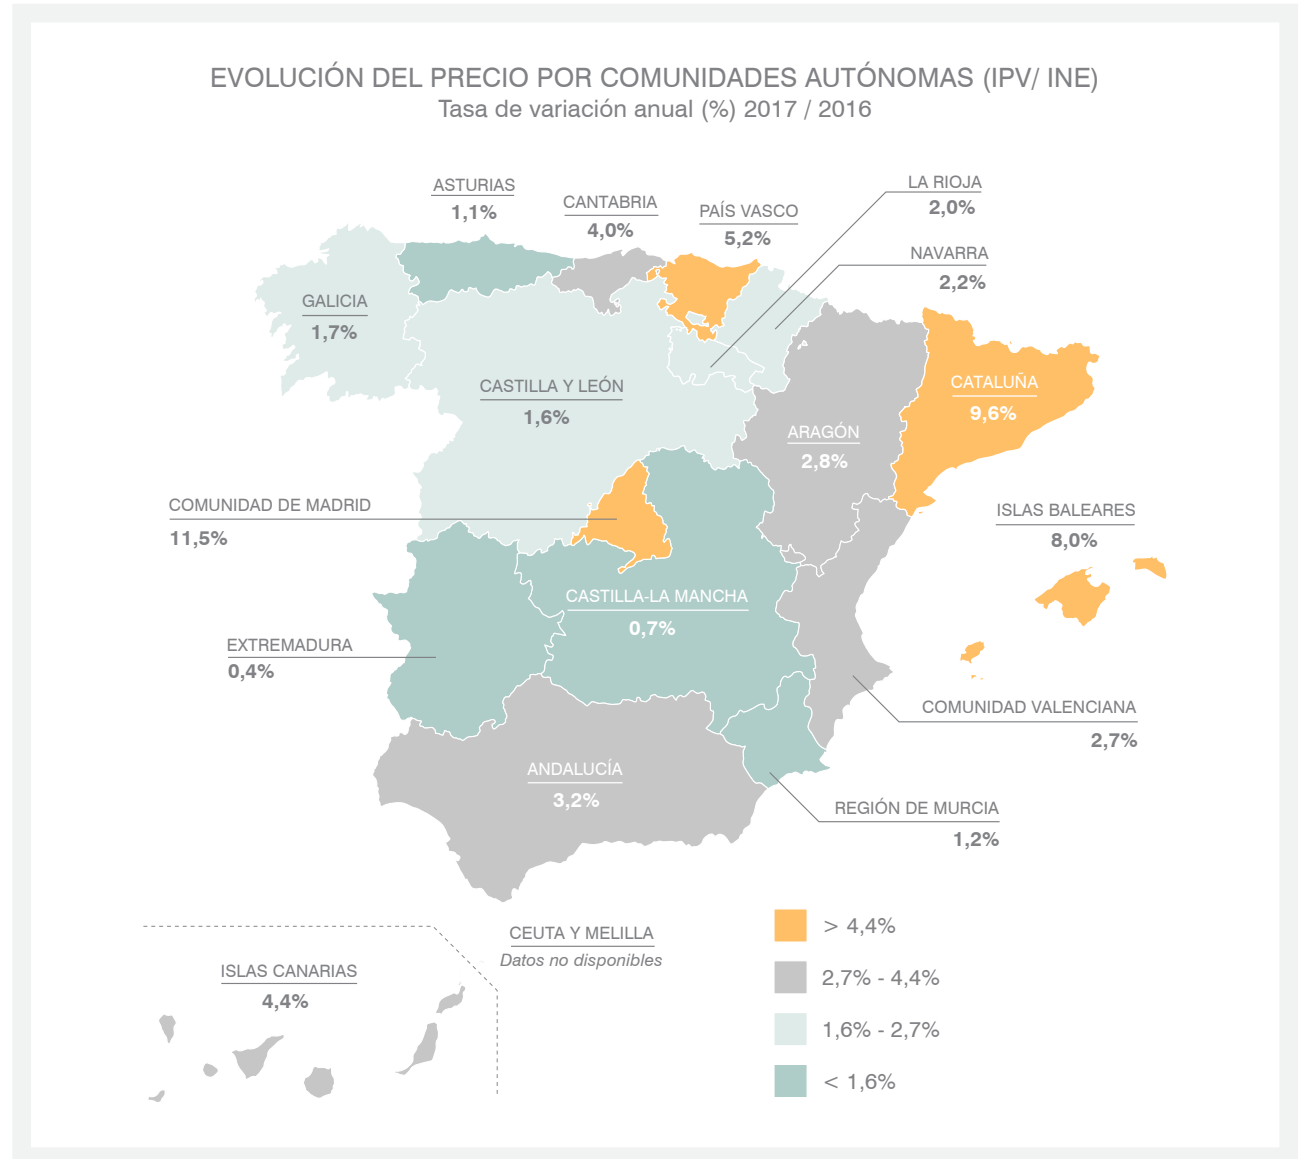 EVOLUCIÓN DEL PRECIO POR COMUNIDADES AUTÓNOMAS (IPV/ INE)
Tasa de variación anual (%) 2017 / 2016
ASTURIAS
1,1%
CANTABRIA
4,0%
PAÍS VASCO
5,2%
LA RIOJA
2,0%
NAVARRA
2,2%
GALICIA
1,7%
CASTILLA Y LEÓN
1,6%
CATALUÑA
9,6%
ARAGÓN
2,8%
COMUNIDAD DE MADRID
11,5%
ISLAS BALEARES
8,0%
CASTILLA-LA MANCHA
0,7%
EXTREMADURA
0,4%
COMUNIDAD VALENCIANA
2,7%
ANDALUCÍA
3,2%
REGIÓN DE MURCIA
1,2%
CEUTA Y MELILLA
Datos no disponibles
ISLAS CANARIAS
4,4%
> 4,4%
2,7% - 4,4%
1,6% - 2,7%
< 1,6%